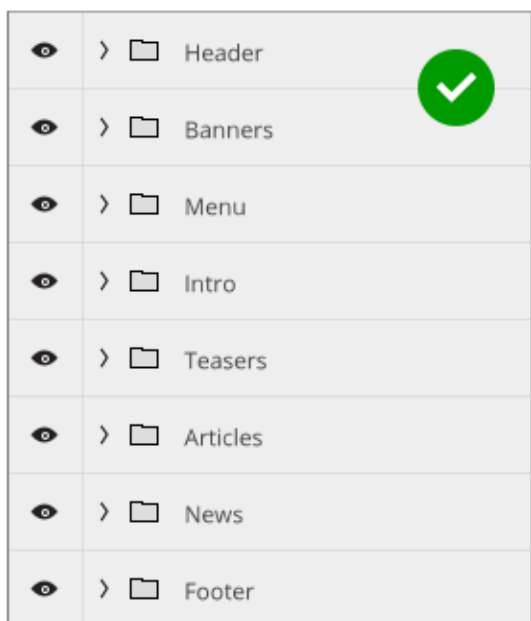 Header
Banners
Menu
Intro
Teasers
Articles
News
Footer